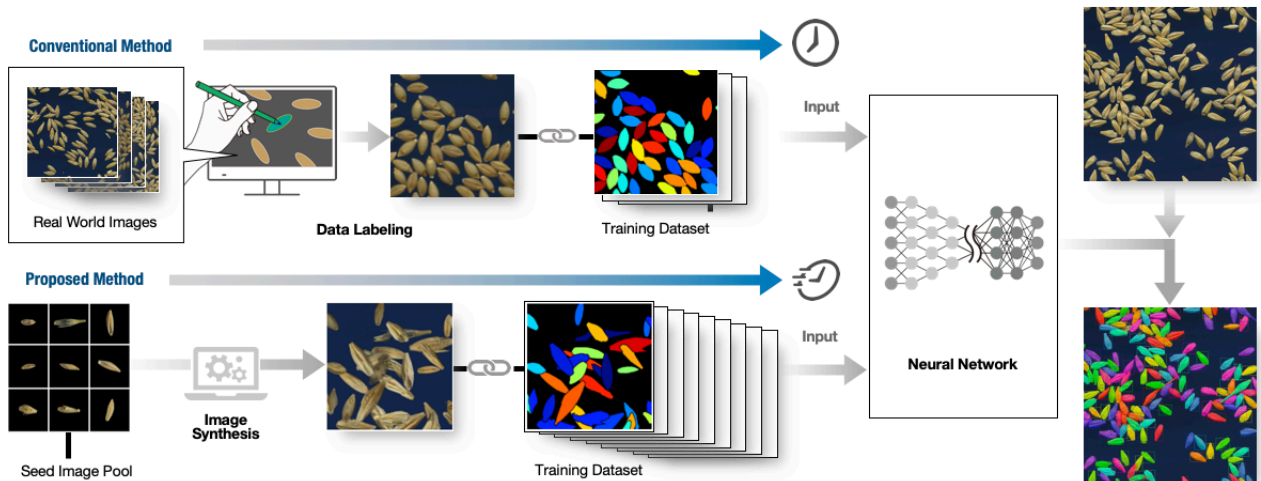 Conventional Method
Input
Real World Images
Data Labeling
Training Dataset
Proposed Method
Input
Neural Network
Image
Synthesis
Seed Image Pool
Training Dataset